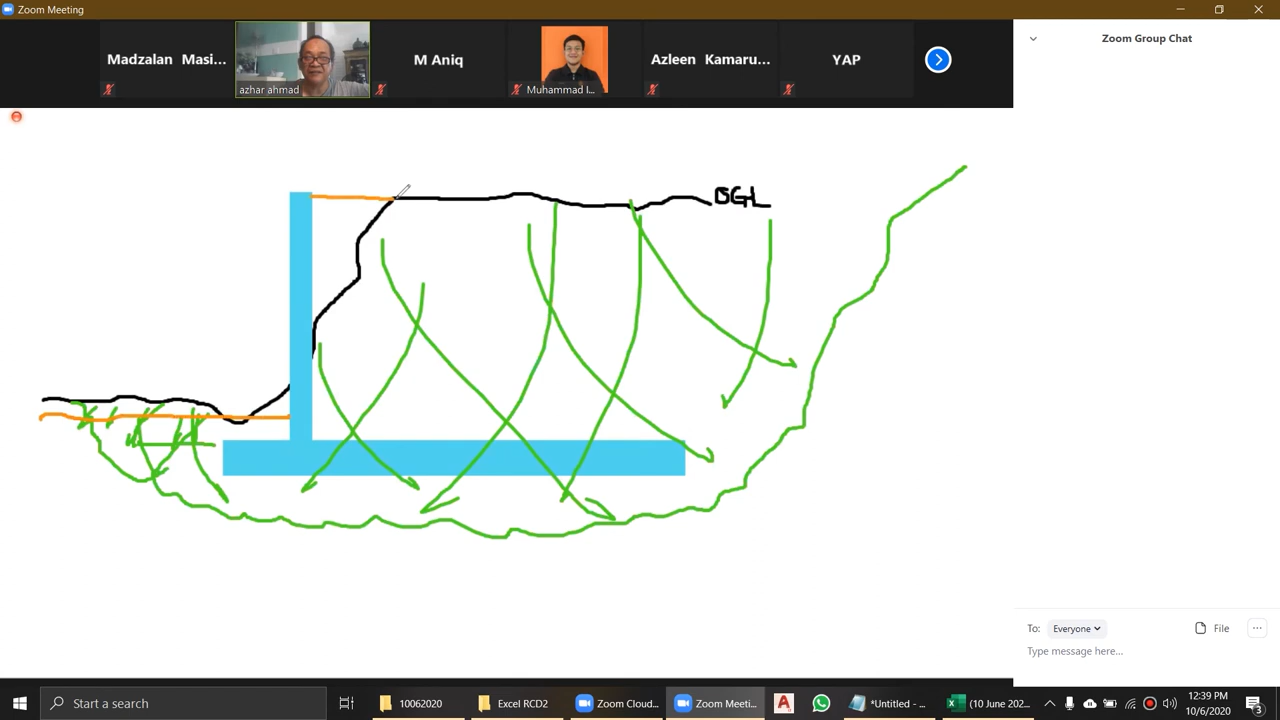 Zoom Meeting
Madzalan Masi...
azhar ahmad
M Aniq
Muhammad I...
Azleen Kamaru...
YAP
Zoom Group Chat
OGL
To: Everyone
File
Type message here...
Start a search
10062020
Excel RCD2
Zoom Cloud...
Zoom Meeti...
*Untitled - ...
(10 June 202...
12:39 PM
10/6/2020
3